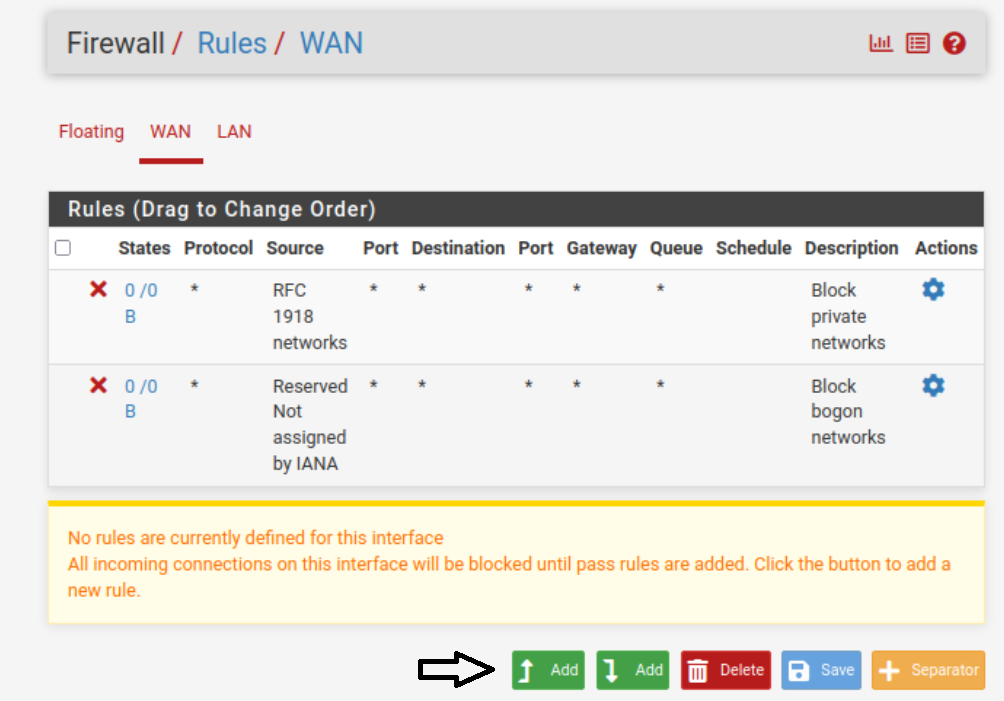 Firewall / Rules / WAN
Floating WAN LAN
Rules (Drag to Change Order)
States Protocol Source Port Destination Port Gateway Queue Schedule Description Actions
0 /0 * RFC * * * * * Block
B 1918 private
networks networks
0 /0 * Reserved * * * * * Block
B Not bogon
assigned networks
by IANA
No rules are currently defined for this interface
All incoming connections on this interface will be blocked until pass rules are added. Click the button to add a
new rule.
Add Add Delete Save Separator